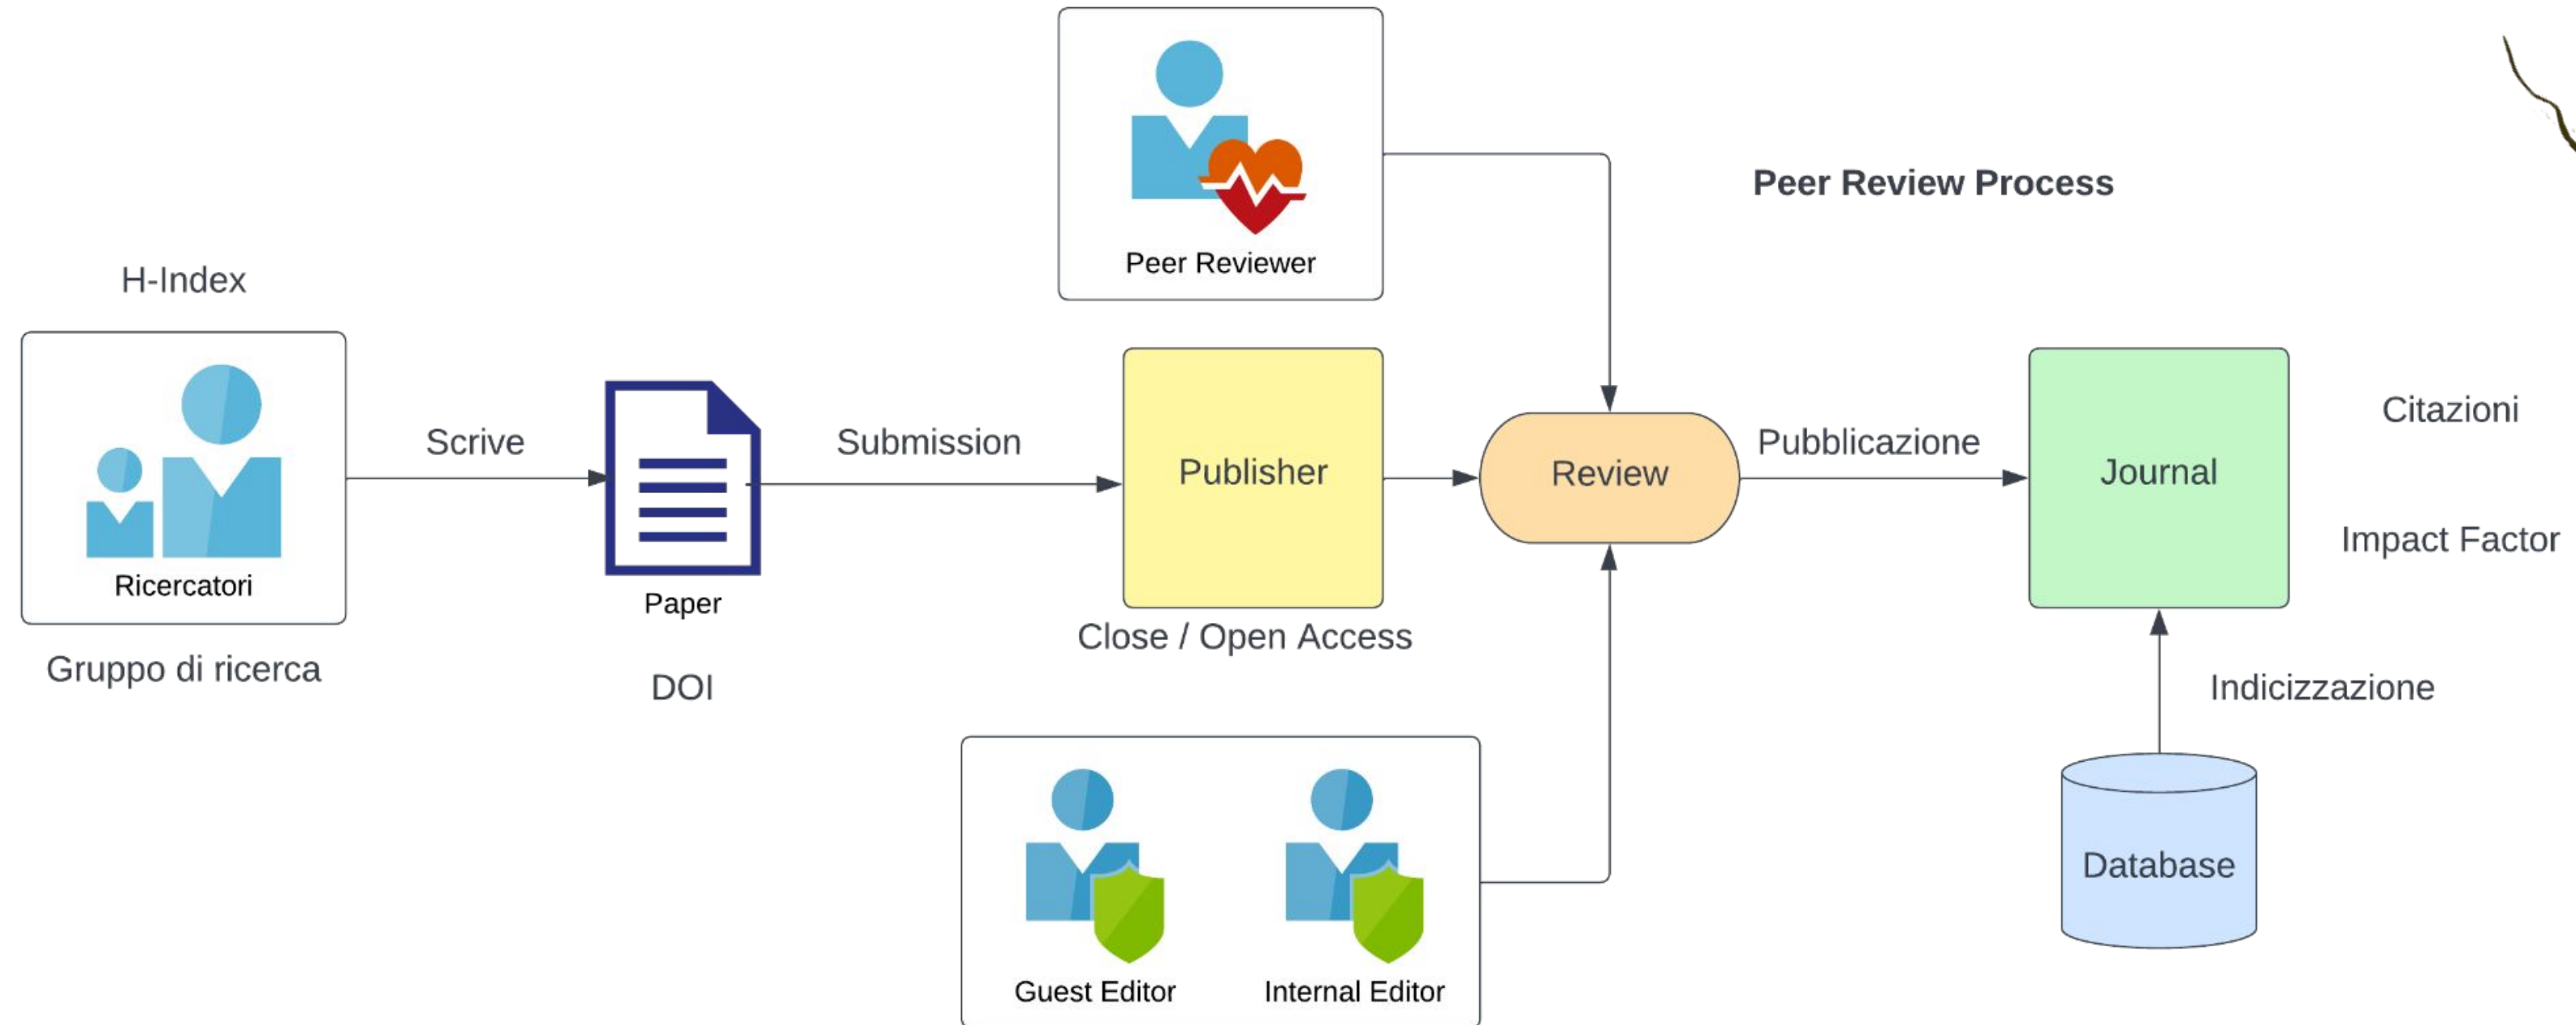 Peer Review Process
Peer Reviewer
H-Index
Ricercatori
Gruppo di ricerca
Scrive
Paper
DOI
Submission
Publisher
Close / Open Access
Review
Pubblicazione
Journal
Citazioni
Impact Factor
Indicizzazione
Database
Guest Editor
Internal Editor